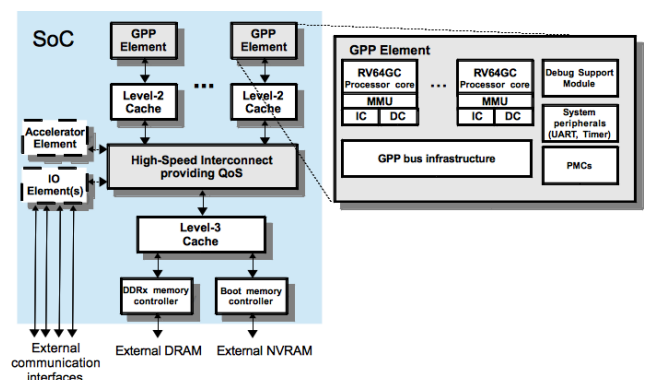 SoC
GPP
Element
...
GPP
Element
Level-2
Cache
Level-2
Cache
Accelerator
Element
IO
Element(s)
High-Speed Interconnect
providing QoS
Level-3
Cache
DDRx memory
controller
Boot memory
controller
External
communication
interfaces
External DRAM
External NVRAM
GPP Element
RV64GC
Processor core
MMU
IC DC
...
RV64GC
Processor core
MMU
IC DC
GPP bus infrastructure
Debug Support
Module
System
peripherals
(UART, Timer)
PMCs